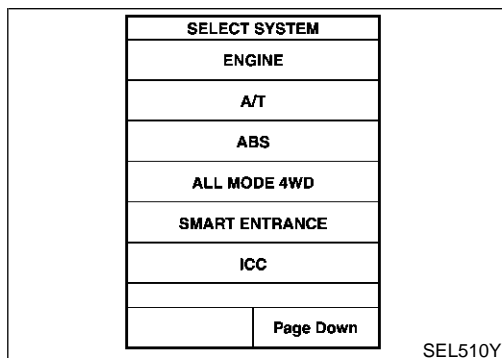 SELECT SYSTEM
ENGINE
A/T
ABS
ALL MODE 4WD
SMART ENTRANCE
ICC
Page Down
SEL510Y